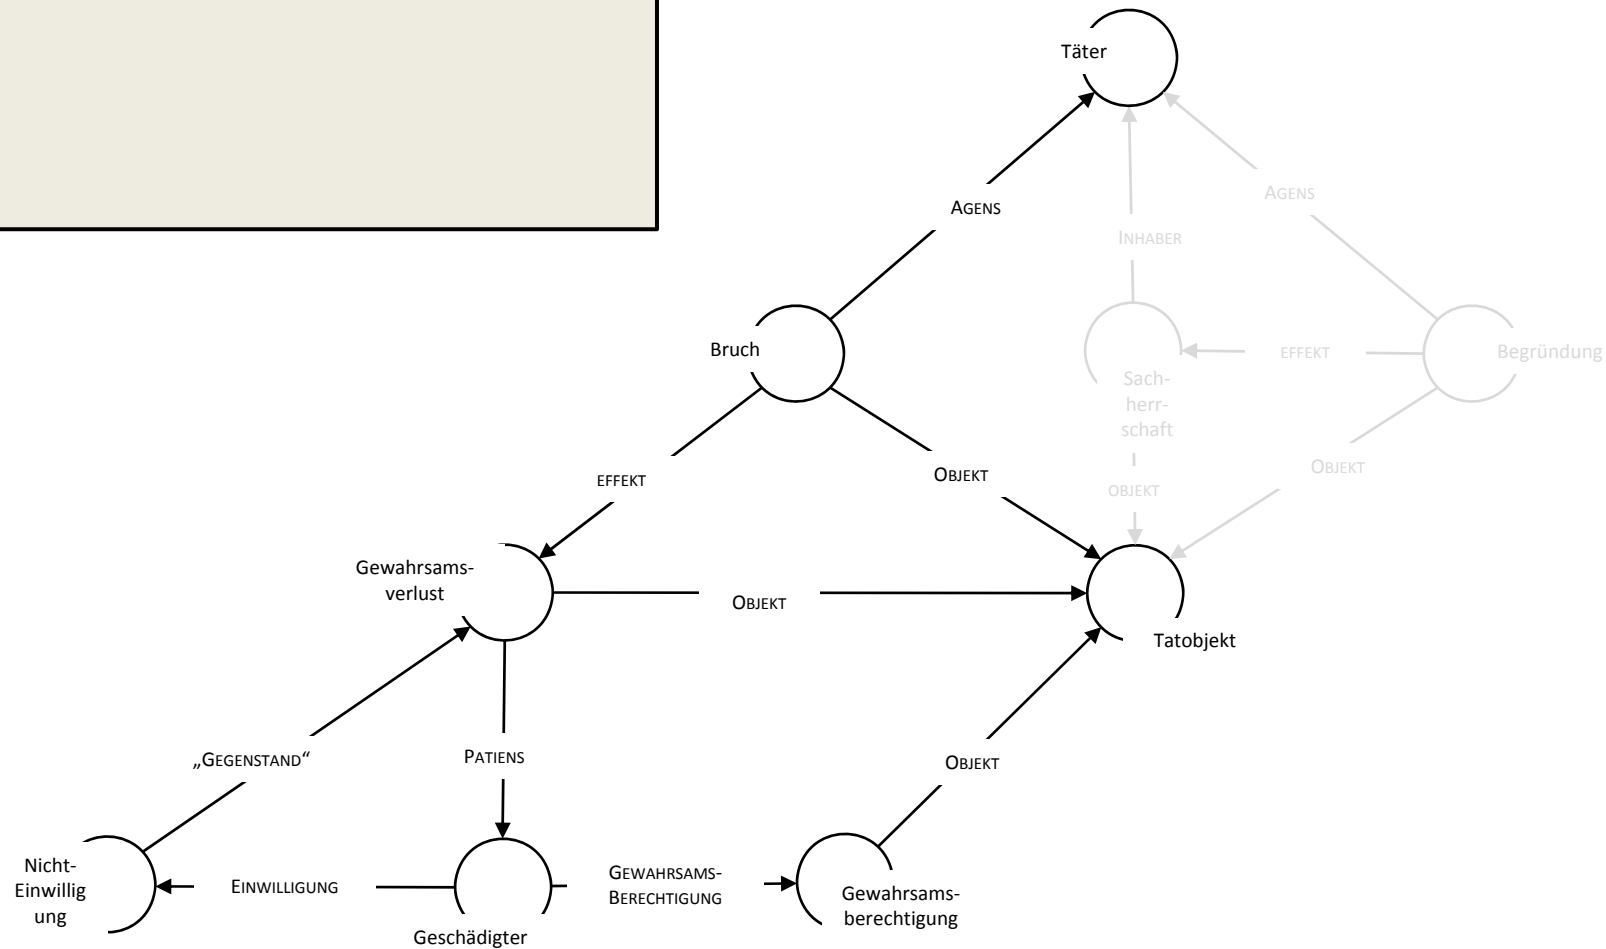 Täter
AGENS
AGENS
INHABER
Bruch
EFFEKT
Begründung
Sach-
herr-
schaft
EFFEKT
OBJEKT
OBJEKT
OBJEKT
Gewahrsams-
verlust
OBJEKT
Tatobjekt
„GEGENSTAND“
PATIENS
OBJEKT
Nicht-
Einwillig
ung
EINWILLIGUNG
GEWAHRSAMS-
BERECHTIGUNG
Gewahrsams-
berechtigung
Geschädigter